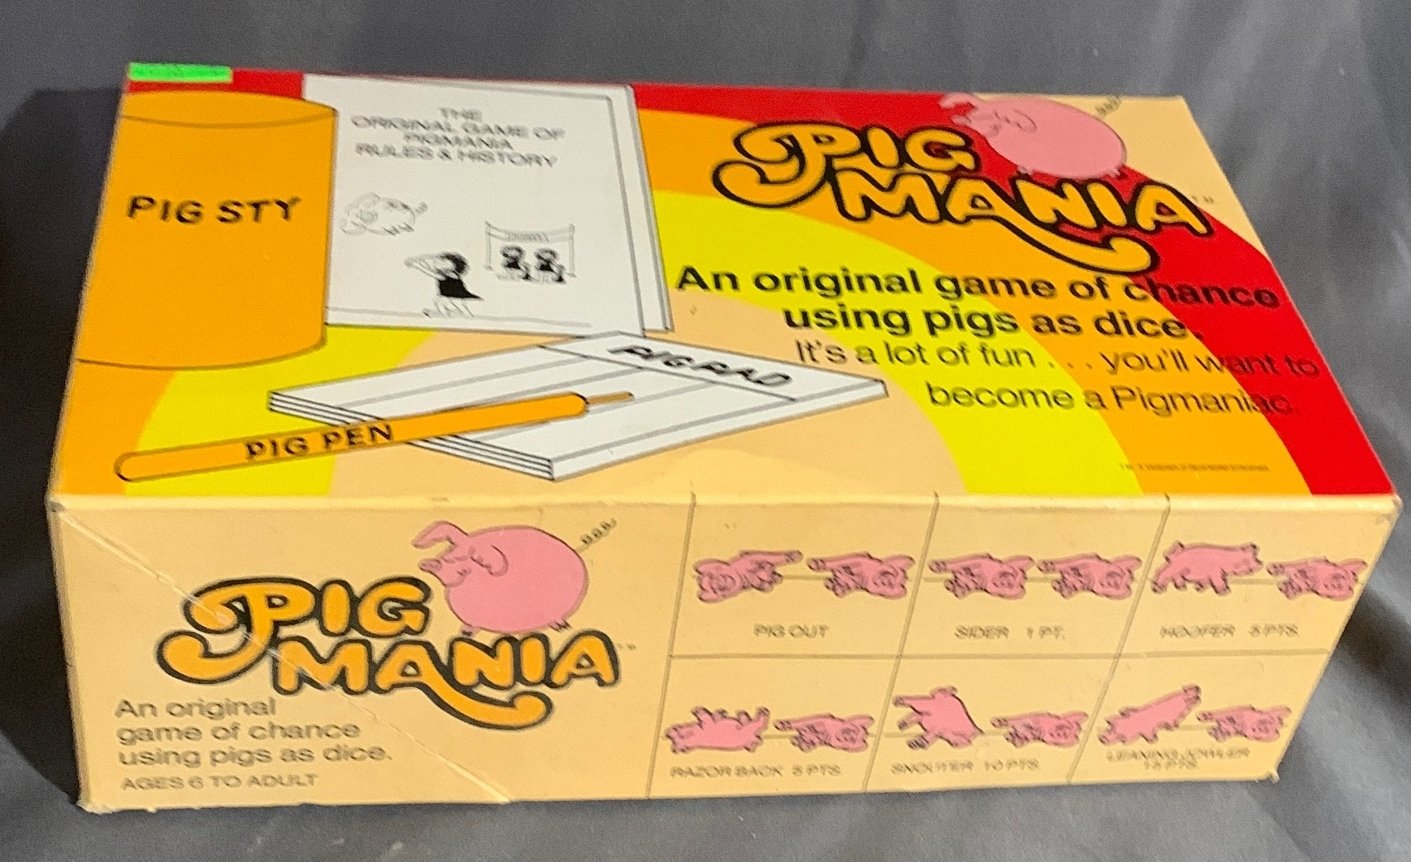 PIG STY
THE
ORIGINAL GAME OF
PIGMANIA
RULES & HISTORY
PIG PAD
PIG PEN
PIG
MANIA
TM
An original game of chance
using pigs as dice.
It's a lot of fun . . . you'll want to
become a Pigmaniac.
PIG
MANIA
TM
An original
game of chance
using pigs as dice.
AGES 6 TO ADULT
PIG OUT
SIDER 1 PT.
HOOFER 5 PTS.
RAZOR BACK 5 PTS.
SNOUTER 10 PTS.
LEANING JOWLER
15 PTS.